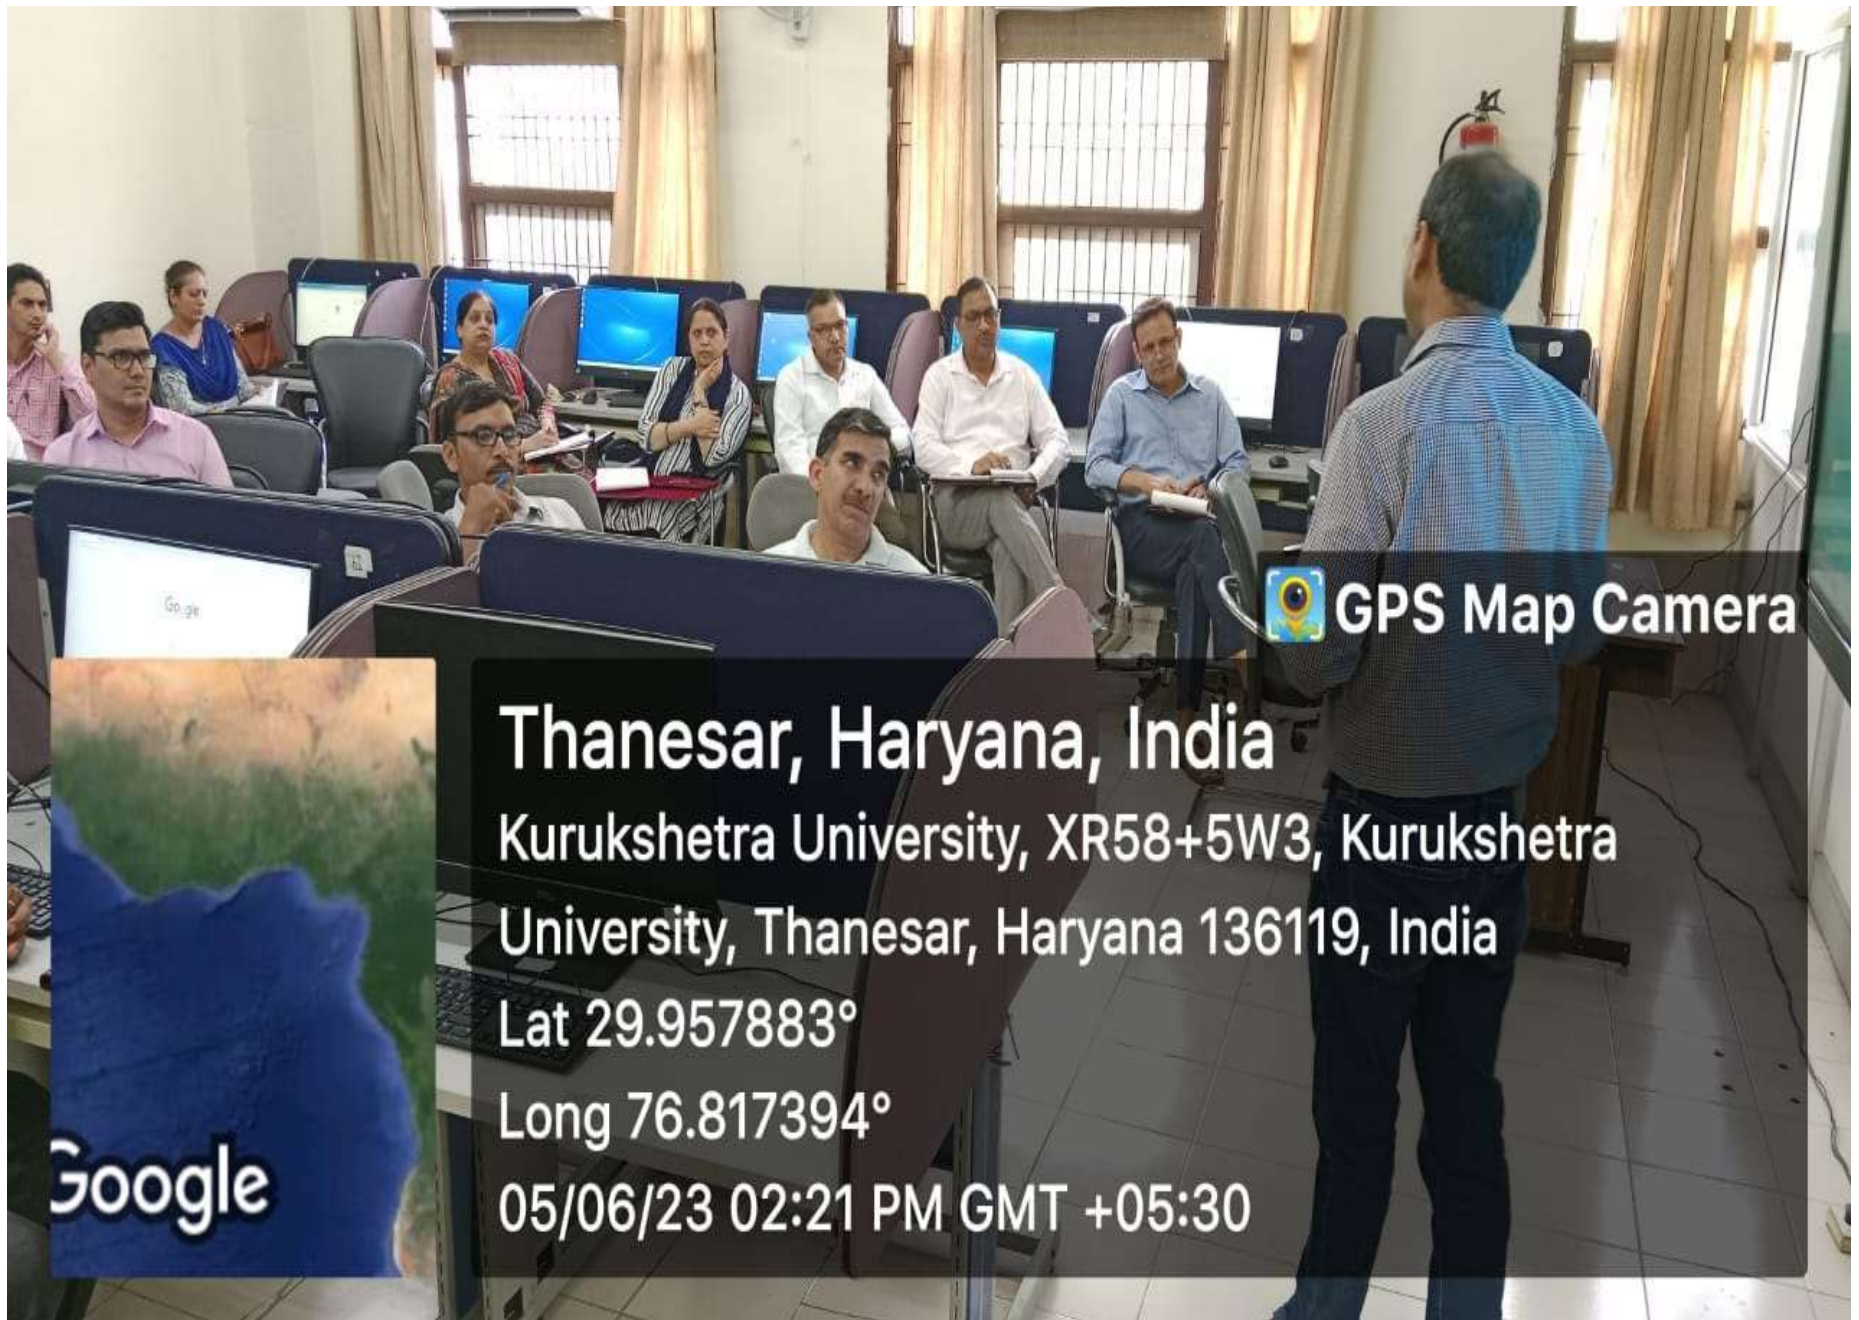 Google
GPS Map Camera
Thanesar, Haryana, India
Kurukshetra University, XR58+5W3, Kurukshetra
University, Thanesar, Haryana 136119, India
Lat 29.957883°
Long 76.817394°
05/06/23 02:21 PM GMT +05:30
Google